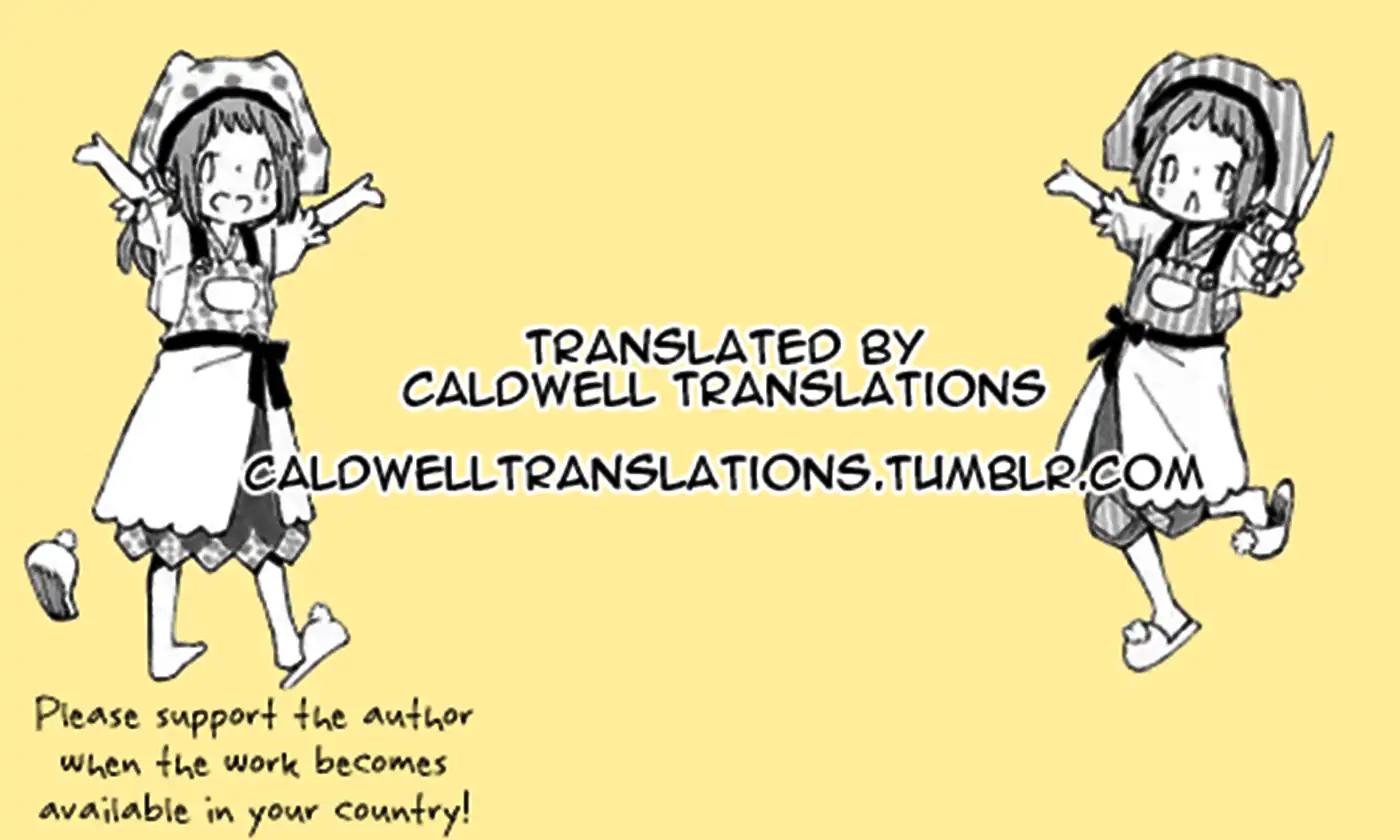 TRANSLATED BY
CALDWELL TRANSLATIONS
CALDWELLTRANSLATIONS.TUMBLR.COM
Please support the author
when the work becomes
available in your country!